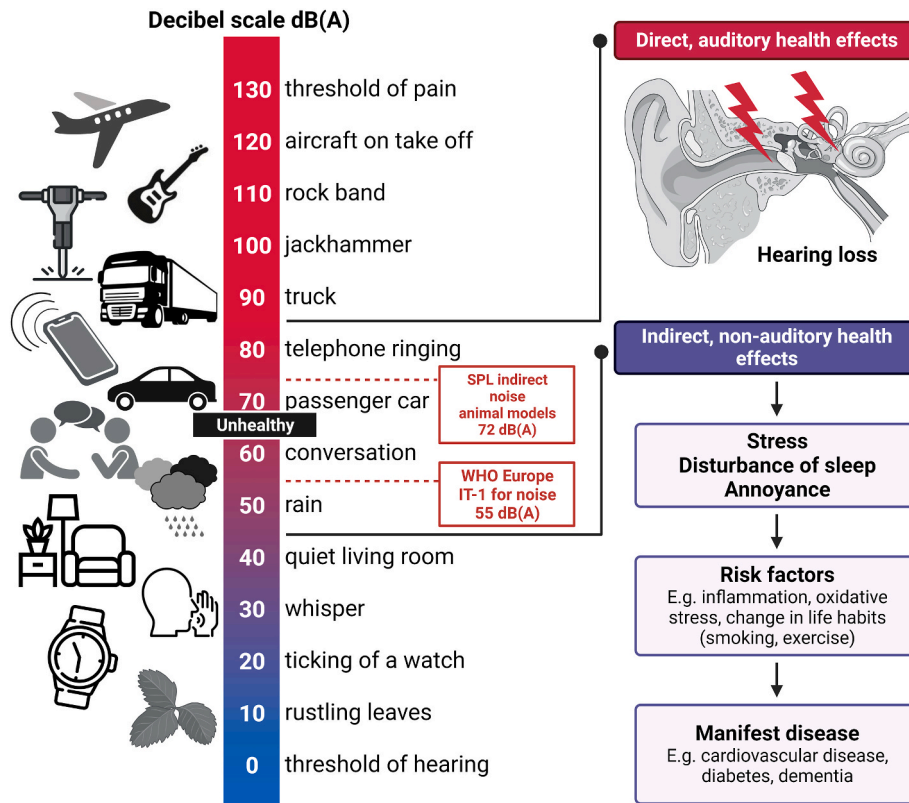 Decibel scale dB(A)
130 threshold of pain
120 aircraft on take off
110 rock band
100 jackhammer
90 truck
80 telephone ringing
70 passenger car
Unhealthy
60 conversation
50 rain
40 quiet living room
30 whisper
20 ticking of a watch
10 rustling leaves
0 threshold of hearing
SPL indirect
noise
animal models
72 dB(A)
WHO Europe
IT-1 for noise
55 dB(A)
Direct, auditory health effects
Hearing loss
Indirect, non-auditory health
effects
Stress
Disturbance of sleep
Annoyance
Risk factors
E.g. inflammation, oxidative
stress, change in life habits
(smoking, exercise)
Manifest disease
E.g. cardiovascular disease,
diabetes, dementia